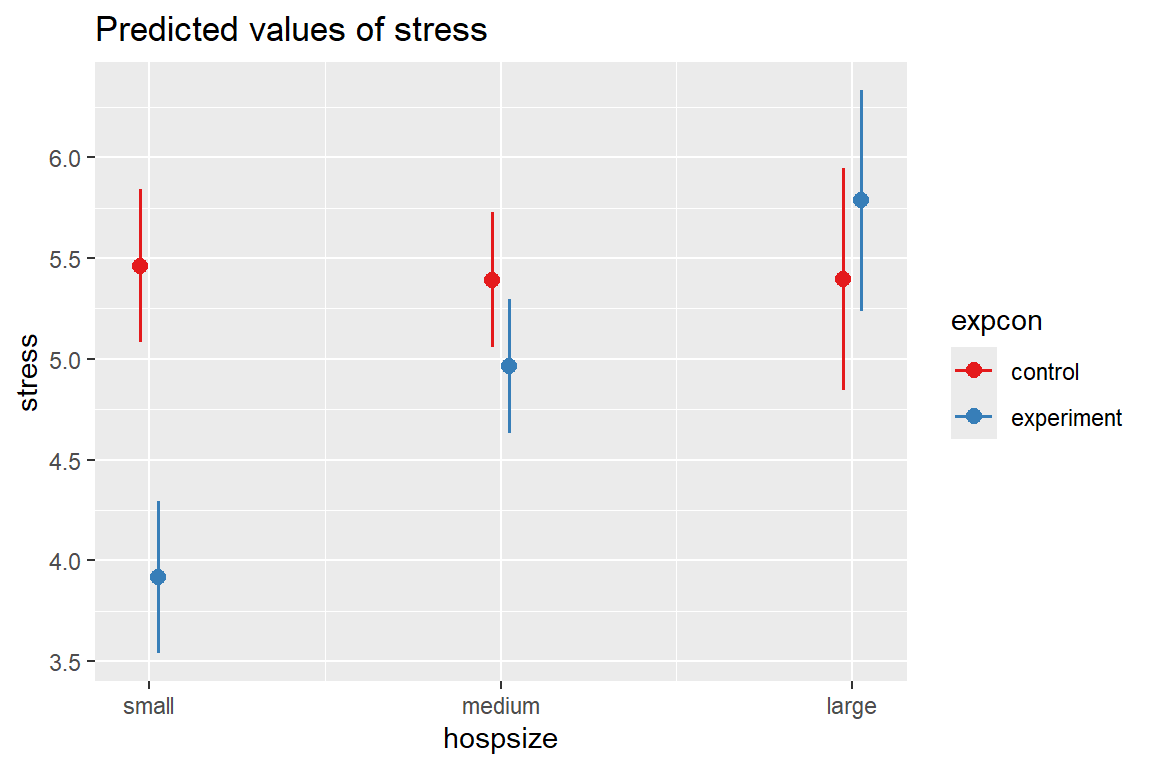 Predicted values of stress
6.0
5.5
5.0
4.5
4.0
3.5
stress
small medium large
hospsize
expcon
control
experiment